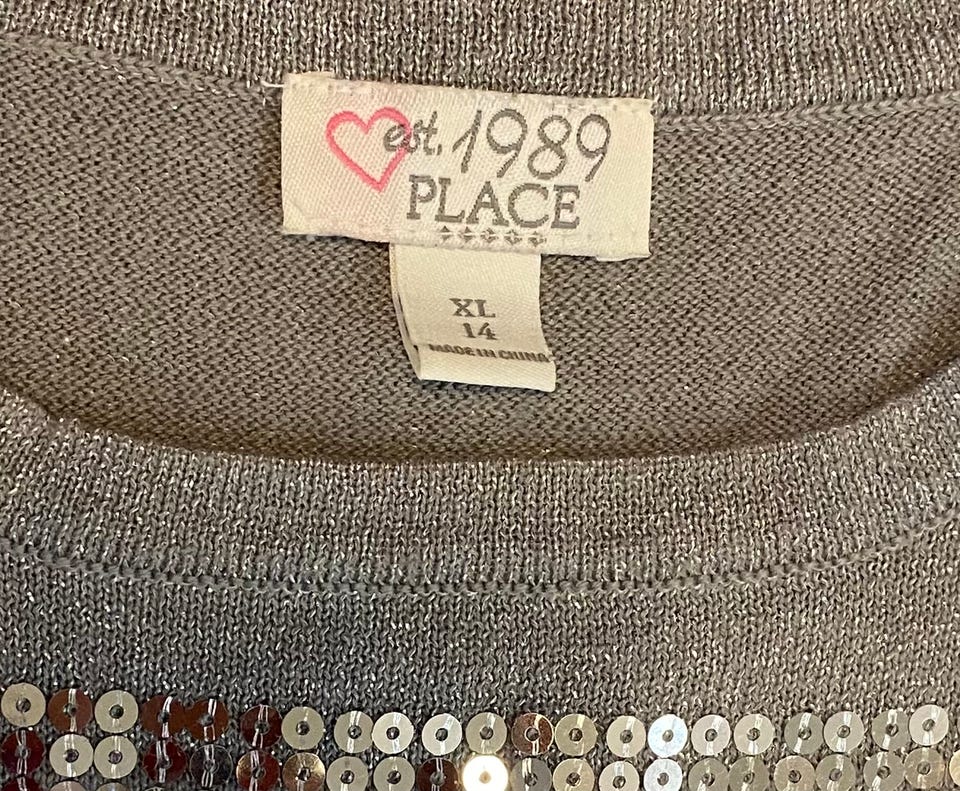 est. 1989
PLACE
XL
14
MADE IN CHINA